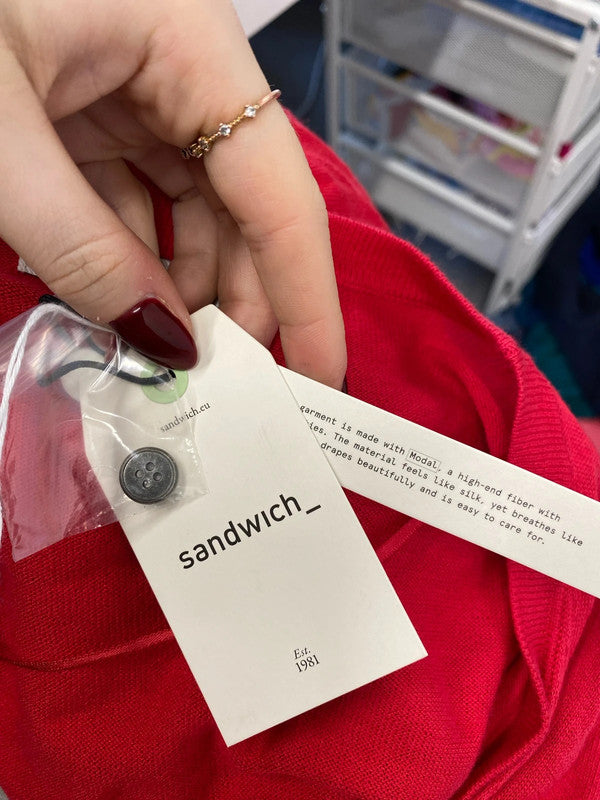 sandwich.eu
sandwich_
Est.
1981
garment is made with Modal, a high-end fiber with
The material feels like silk, yet breathes like
drapes beautifully and is easy to care for.